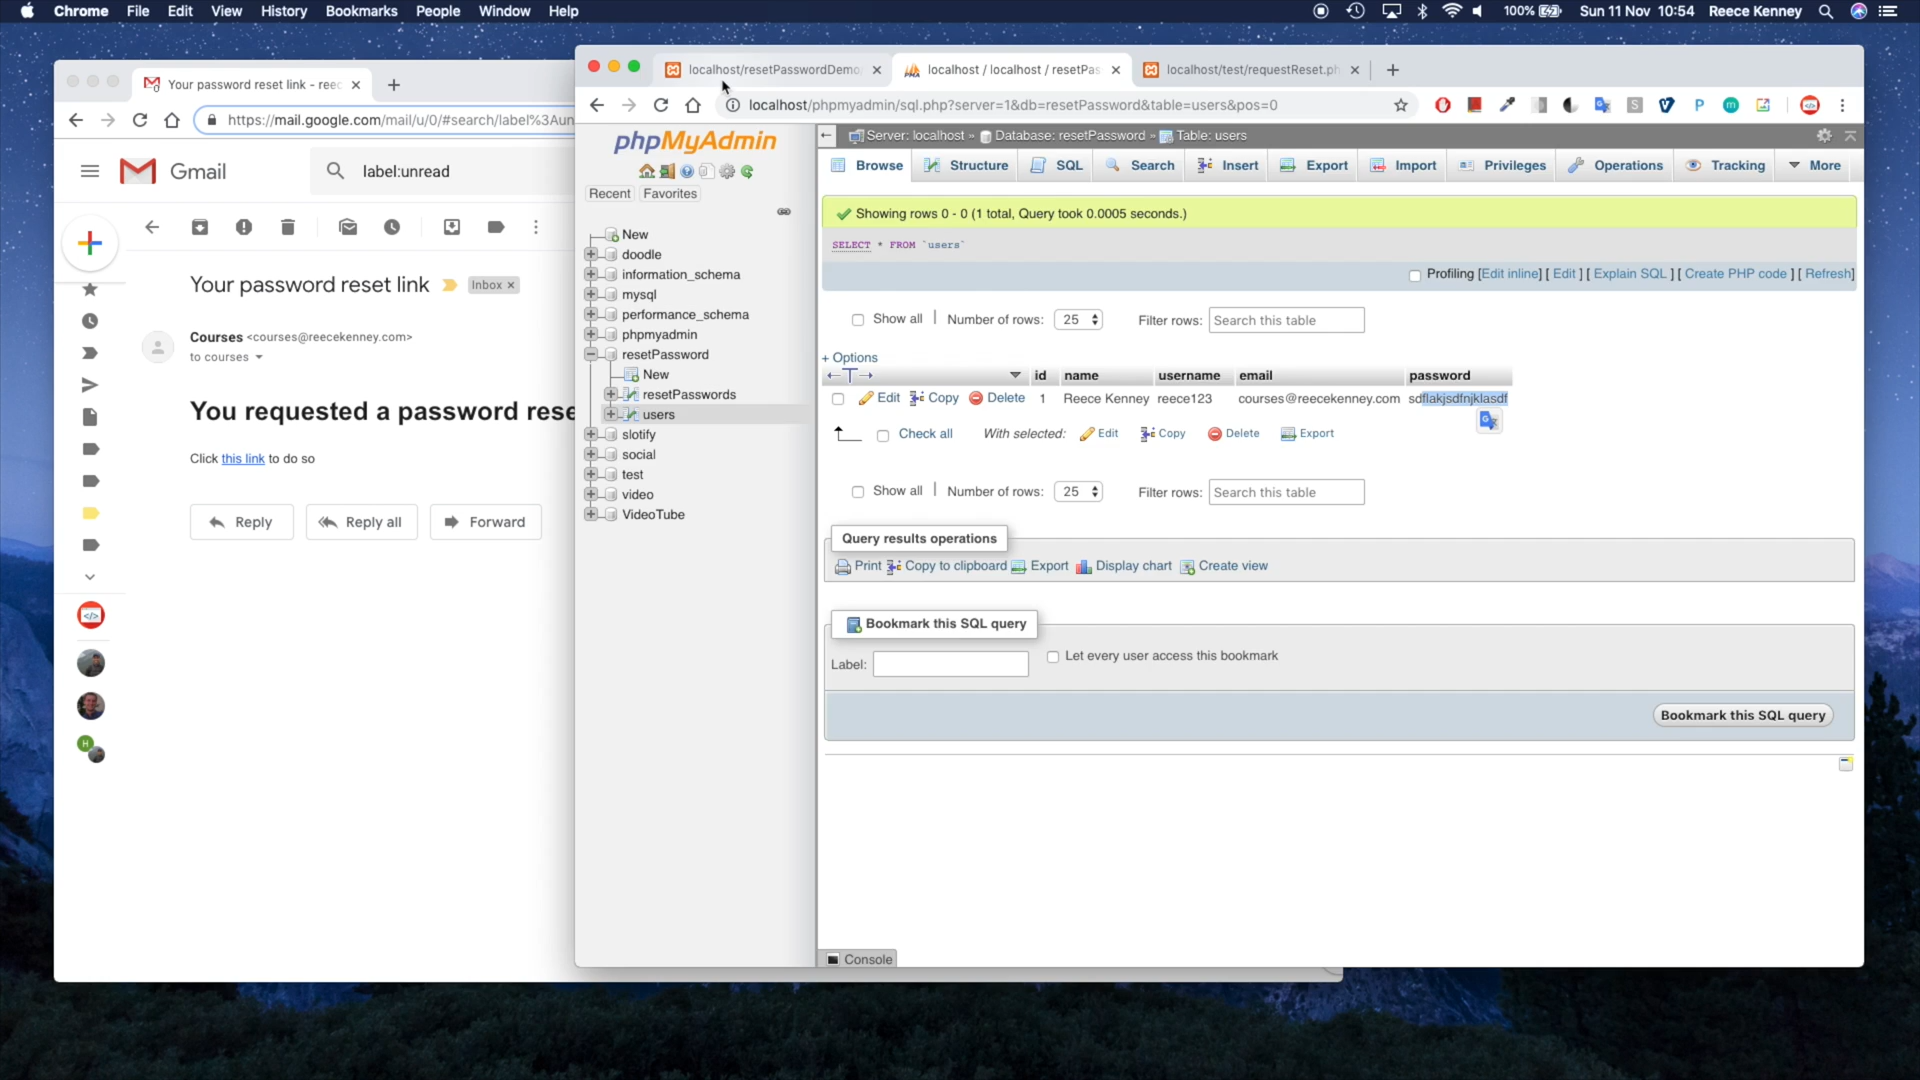 Chrome File Edit View History Bookmarks People Window Help
100% Sun 11 Nov 10:54 Reece Kenney
Your password reset link - reec
https://mail.google.com/mail/u/0/#search/label%3Aun
Gmail
label:unread
Your password reset link
Inbox ×
Courses <courses@reecekenney.com>
to courses
You requested a password rese
Click this link to do so
Reply
Reply all
Forward
H
localhost/resetPasswordDemo/
localhost / localhost / resetPas
localhost/test/requestReset.ph
localhost/phpmyadmin/sql.php?server=1&db=resetPassword&table=users&pos=0
phpMyAdmin
Recent Favorites
New
doodle
information_schema
mysql
performance_schema
phpmyadmin
resetPassword
New
resetPasswords
users
slotify
social
test
video
VideoTube
Server: localhost » Database: resetPassword » Table: users
Browse Structure SQL Search Insert Export Import Privileges Operations Tracking More
Showing rows 0 - 0 (1 total, Query took 0.0005 seconds.)
SELECT * FROM `users`
Profiling [Edit inline] [ Edit ] [ Explain SQL ] [ Create PHP code ] [ Refresh]
Show all | Number of rows: 25 Filter rows: Search this table
+ Options
←T→ id name username email password
Edit Copy Delete 1 Reece Kenney reece123 courses@reecekenney.com sdflakjsdfnjklasdf
Check all With selected: Edit Copy Delete Export
Show all | Number of rows: 25 Filter rows: Search this table
Query results operations
Print Copy to clipboard Export Display chart Create view
Bookmark this SQL query
Label: Let every user access this bookmark
Bookmark this SQL query
Console